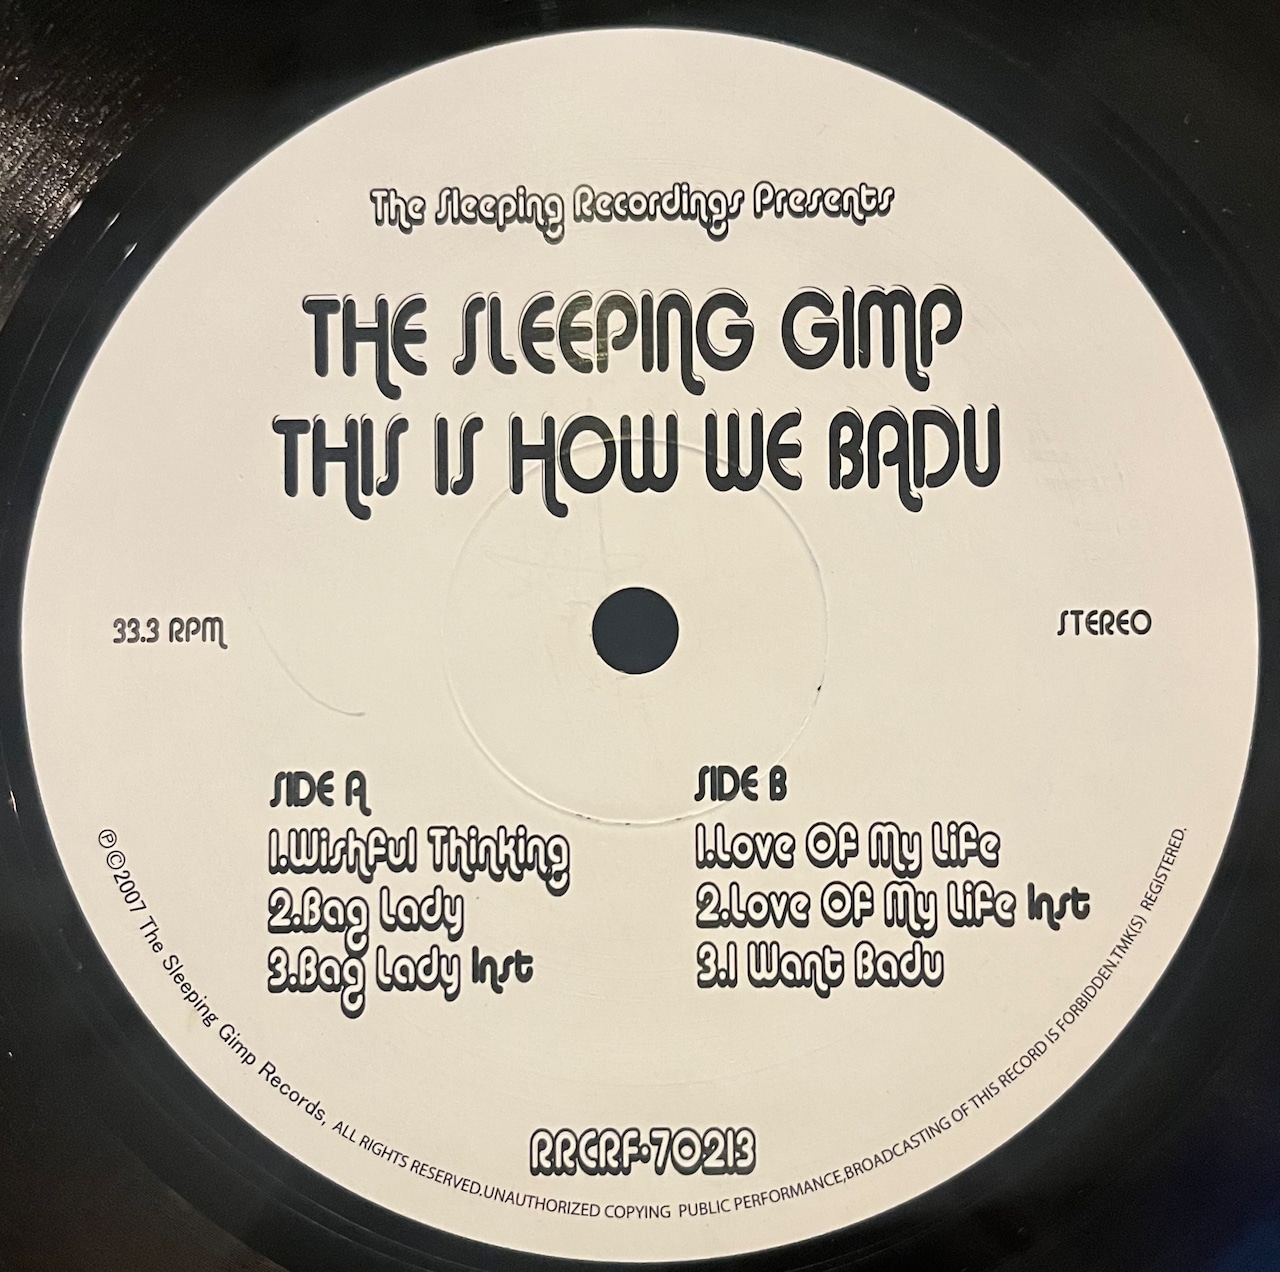 The Sleeping Recordings Presents
THE SLEEPING GIMP
THIS IS HOW WE BADU
33.3 RPM
STEREO
SIDE A
1.Wishful Thinking
2.Bag Lady
3.Bag Lady Inst
SIDE B
1.Love Of My Life
2.Love Of My Life Inst
3.I Want Badu
RRCRF-70213
℗©2007 The Sleeping Gimp Records, ALL RIGHTS RESERVED.UNAUTHORIZED COPYING PUBLIC PERFORMANCE,BROADCASTING OF THIS RECORD IS FORBIDDEN.TMK(S) REGISTERED.